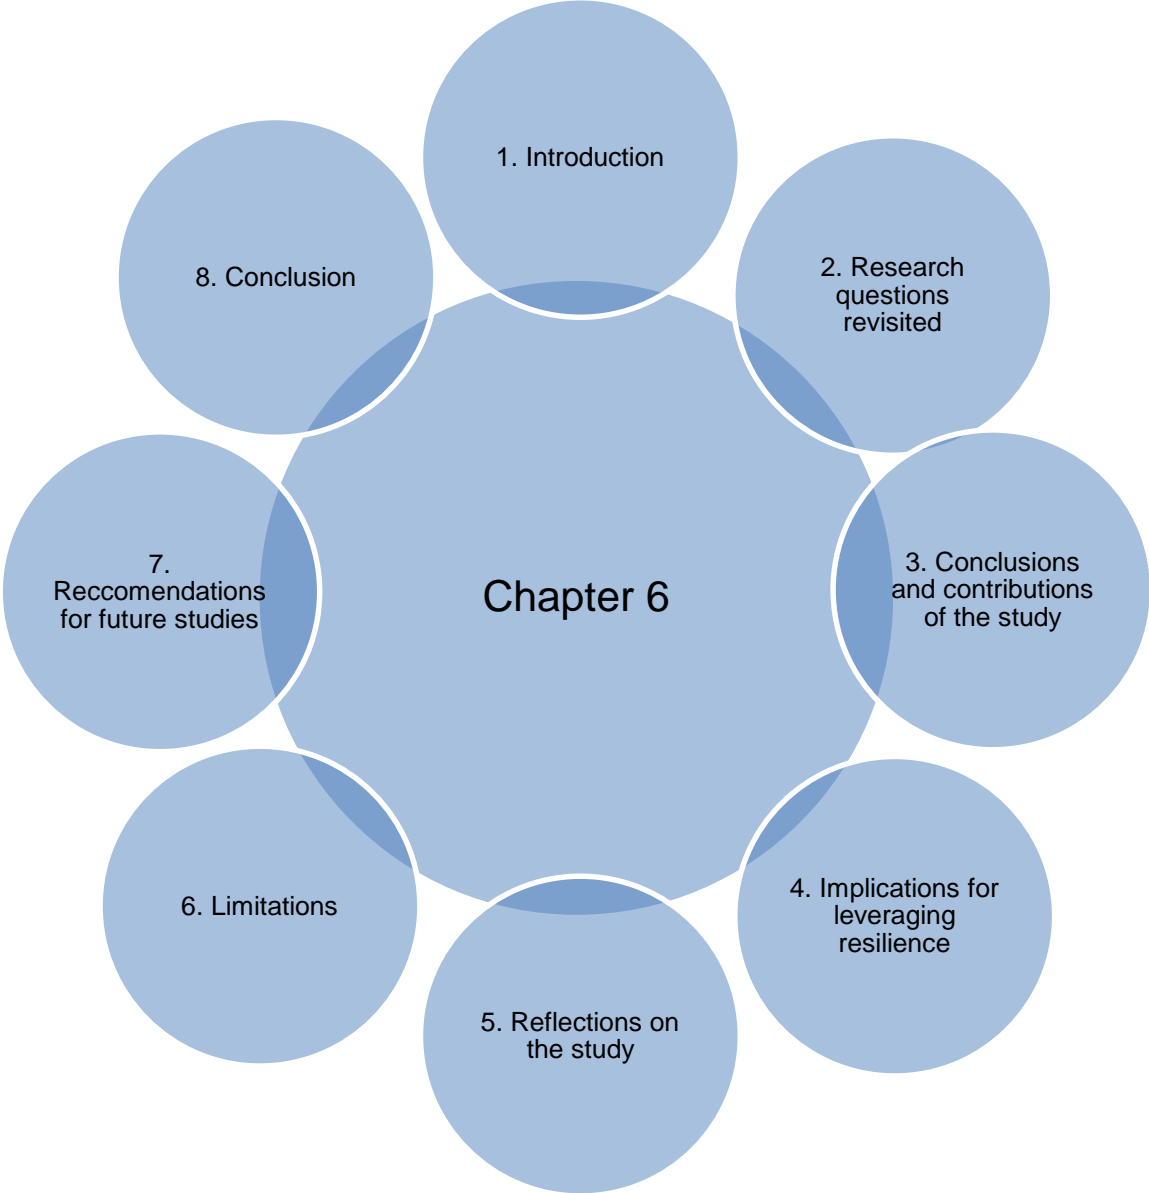 1. Introduction
2. Research
questions
revisited
3. Conclusions
and contributions
of the study
4. Implications for
leveraging
resilience
5. Reflections on
the study
6. Limitations
7.
Reccomendations
for future studies
8. Conclusion
Chapter 6